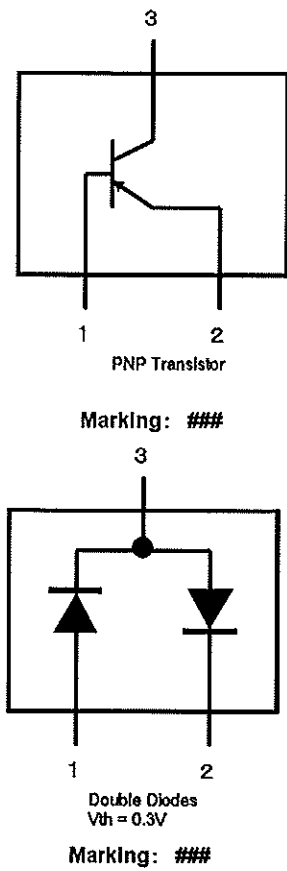 3
1 2
PNP Transistor
Marking: ###
3
1 2
Double Diodes
Vth = 0.3V
Marking: ###